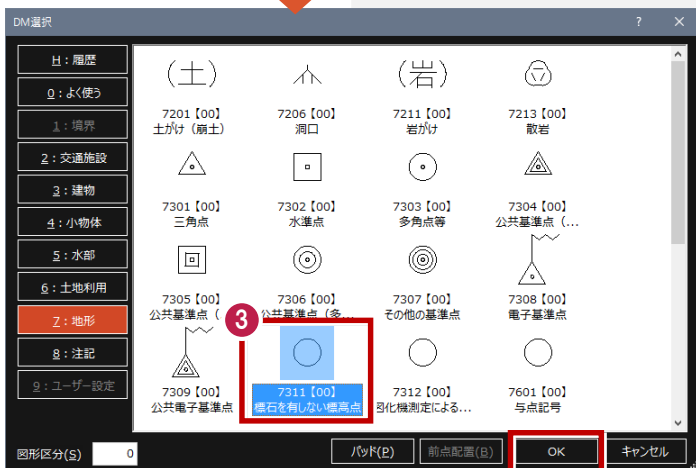 DM選択
? ×
H：履歴
0：よく使う
1：境界
2：交通施設
3：建物
4：小物体
5：水部
6：土地利用
7：地形
8：注記
9：ユーザー設定
(土)
(岩)
7201【00】 7206【00】 7211【00】 7213【00】
土がけ（崩土） 洞口 岩がけ 散岩
7301【00】 7302【00】 7303【00】 7304【00】
三角点 水準点 多角点等 公共基準点（...
7305【00】 7306【00】 7307【00】 7308【00】
公共基準点（ 公共基準点（多... その他の基準点 電子基準点
3
7309【00】 7311【00】 7312【00】 7601【00】
公共電子基準点 標石を有しない標高点 図化機測定による... 与点記号
図形区分(S) 0 パッド(P) 前点配置(B) OK キャンセル